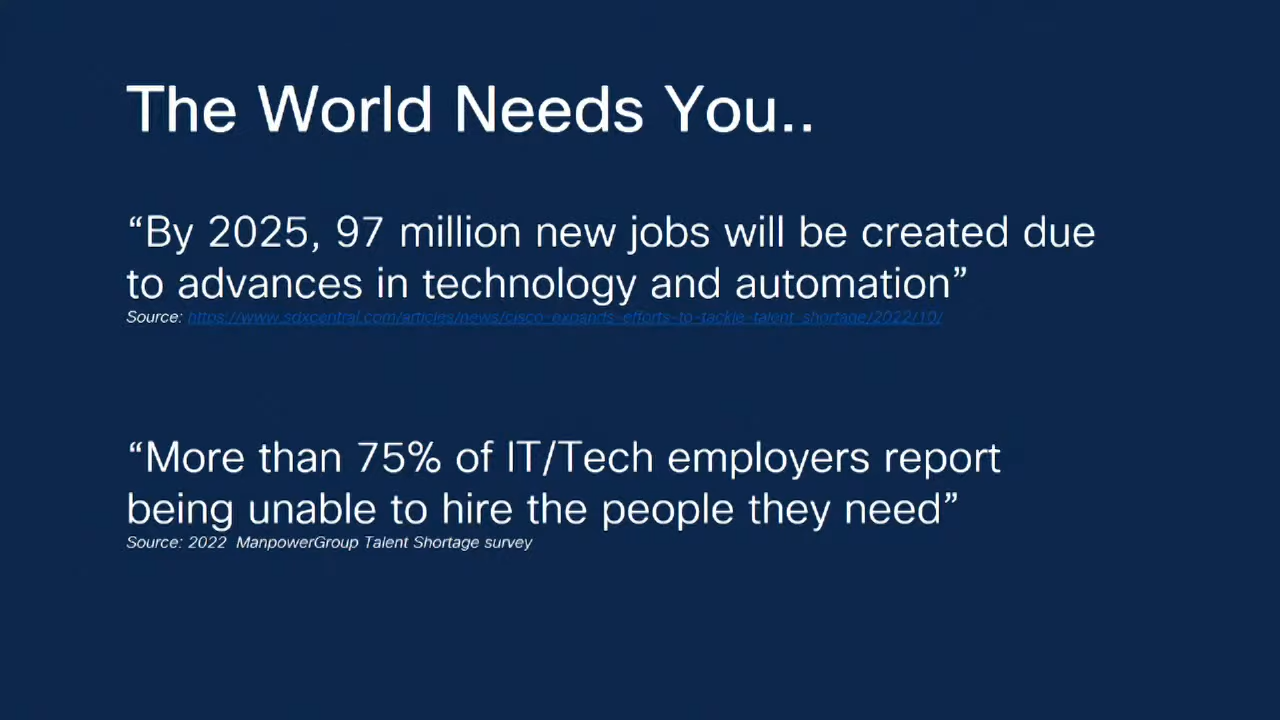 The World Needs You..
“By 2025, 97 million new jobs will be created due
to advances in technology and automation”
Source: https://www.sdxcentral.com/articles/news/cisco-expands-efforts-to-tackle-talent-shortage/2022/10/
“More than 75% of IT/Tech employers report
being unable to hire the people they need”
Source: 2022 ManpowerGroup Talent Shortage survey